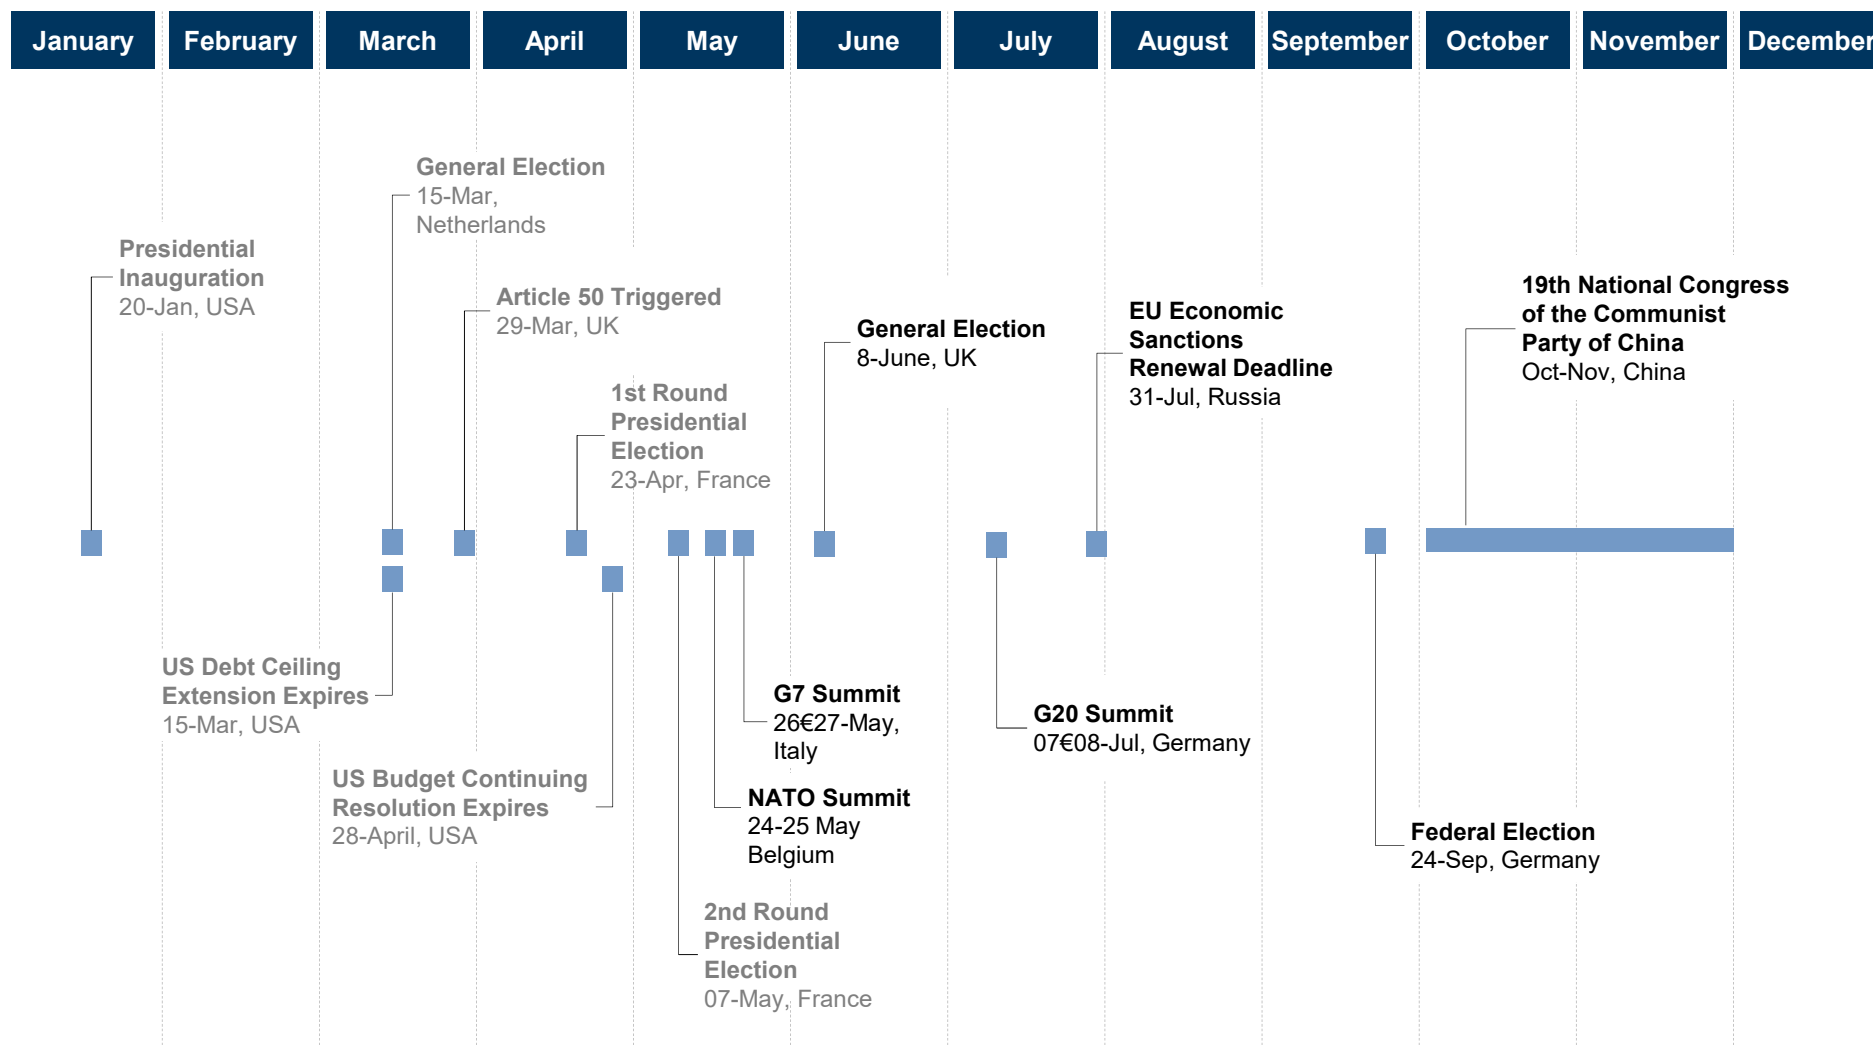 January
February
March
April
May
June
July
August
September
October
November
December
General Election
15-Mar,
Netherlands
Presidential
Inauguration
20-Jan, USA
Article 50 Triggered
29-Mar, UK
1st Round
Presidential
Election
23-Apr, France
General Election
8-June, UK
EU Economic
Sanctions
Renewal Deadline
31-Jul, Russia
19th National Congress
of the Communist
Party of China
Oct-Nov, China
US Debt Ceiling
Extension Expires
15-Mar, USA
US Budget Continuing
Resolution Expires
28-April, USA
G7 Summit
26€27-May,
Italy
NATO Summit
24-25 May
Belgium
2nd Round
Presidential
Election
07-May, France
G20 Summit
07€08-Jul, Germany
Federal Election
24-Sep, Germany